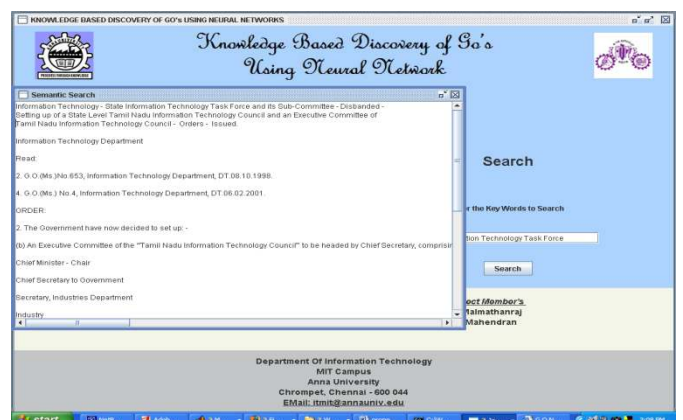 KNOWLEDGE BASED DISCOVERY OF GO's USING NEURAL NETWORKS
Knowledge Based Discovery of Go's
Using Neural Network
Semantic Search
Information Technology - State Information Technology Task Force and its Sub-Committee - Disbanded -
Setting up of a State Level Tamil Nadu Information Technology Council and an Executive Committee of
Tamil Nadu Information Technology Council - Orders - Issued.
Information Technology Department
Read:
2. G.O.(Ms.)No.653, Information Technology Department, DT.08.10.1998.
4. G.O.(Ms.) No.4, Information Technology Department, DT.06.02.2001.
ORDER:
2. The Government have now decided to set up: -
(b) An Executive Committee of the "Tamil Nadu Information Technology Council" to be headed by Chief Secretary, comprisin
Chief Minister - Chair
Chief Secretary to Government
Secretary, Industries Department
Industry
Search
r the Key Words to Search
tion Technology Task Force
Search
ect Member's
Malmathanraj
Mahendran
Department Of Information Technology
MIT Campus
Anna University
Chrompet, Chennai - 600 044
EMail: itmit@annauniv.edu
start